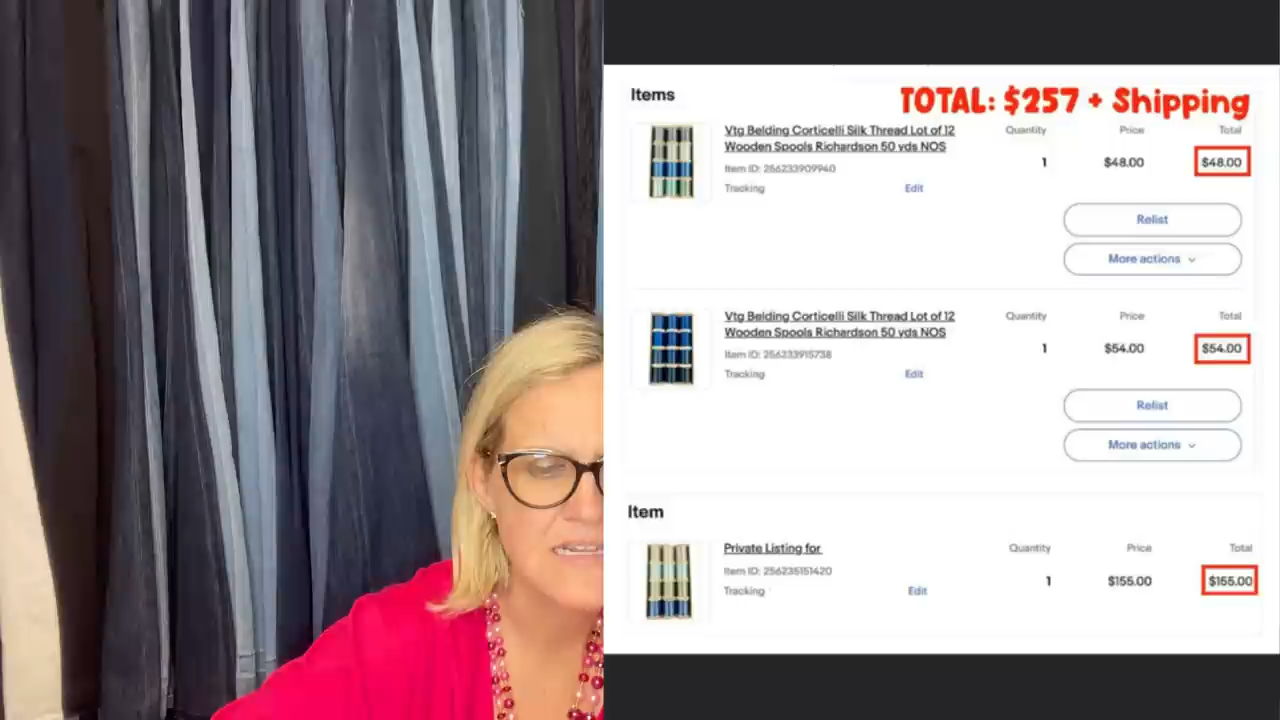 TOTAL: $257 + Shipping
Items
Vtg Belding Corticelli Silk Thread Lot of 12
Wooden Spools Richardson 50 yds NOS
Quantity Price Total
1 $48.00 $48.00
Item ID: 256233909940
Tracking Edit
Relist
More actions
Vtg Belding Corticelli Silk Thread Lot of 12
Wooden Spools Richardson 50 yds NOS
Quantity Price Total
1 $54.00 $54.00
Item ID: 256233915738
Tracking Edit
Relist
More actions
Item
Private Listing for
Quantity Price Total
Item ID: 256235151420
1 $155.00 $155.00
Tracking Edit